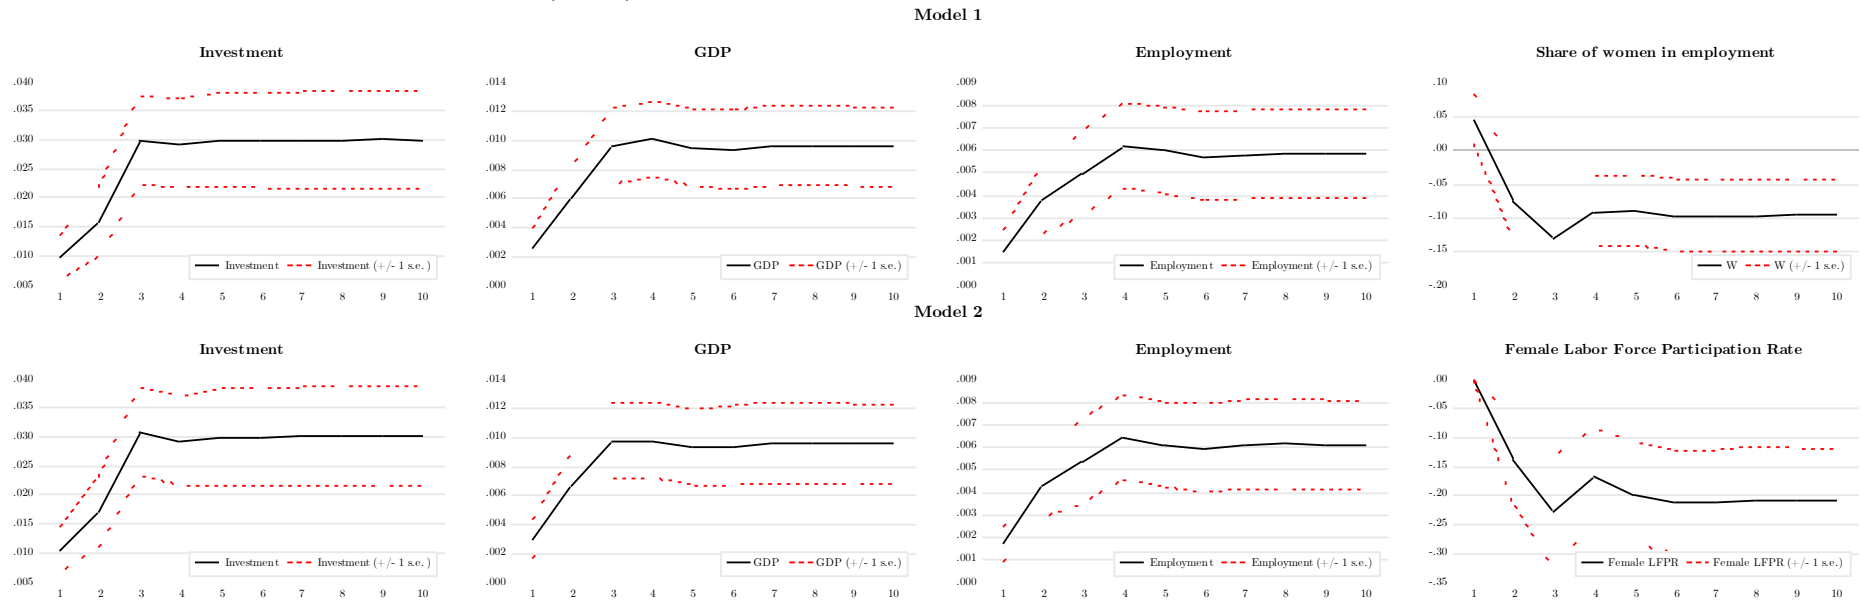 Model 1
Investment GDP Employment Share of women in employment
.040 .014 .009 .10
.035 .012 .008 .05
.030 .010 .007 .00
.025 .008 .006 -.05
.020 .006 .005 -.10
.015 .004 .004 -.15
.010 .002 .003 -.20
.005 .000 .002
.001
.000
Investment Investment (+/- 1 s.e.)
GDP GDP (+/- 1 s.e.)
Employment Employment (+/- 1 s.e.)
W W (+/- 1 s.e.)
1 2 3 4 5 6 7 8 9 10
1 2 3 4 5 6 7 8 9 10
1 2 3 4 5 6 7 8 9 10
1 2 3 4 5 6 7 8 9 10
Model 2
Investment GDP Employment Female Labor Force Participation Rate
.040 .014 .009 .00
.035 .012 .008 -.05
.030 .010 .007 -.10
.025 .008 .006 -.15
.020 .006 .005 -.20
.015 .004 .004 -.25
.010 .002 .003 -.30
.005 .000 .002 -.35
.001
.000
Investment Investment (+/- 1 s.e.)
GDP GDP (+/- 1 s.e.)
Employment Employment (+/- 1 s.e.)
Female LFPR Female LFPR (+/- 1 s.e.)
1 2 3 4 5 6 7 8 9 10
1 2 3 4 5 6 7 8 9 10
1 2 3 4 5 6 7 8 9 10
1 2 3 4 5 6 7 8 9 10